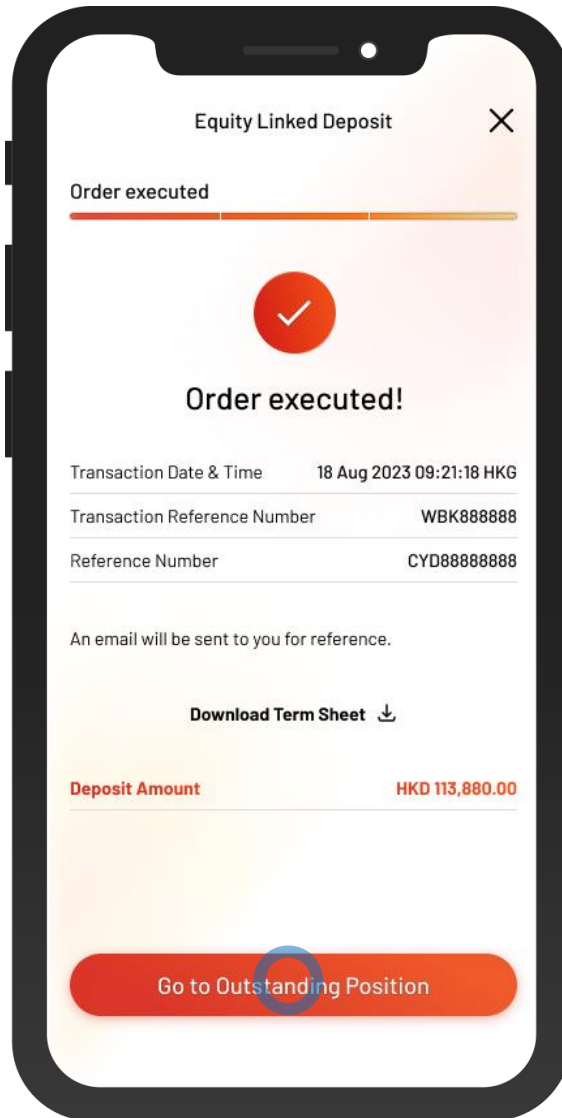 Equity Linked Deposit
Order executed
Order executed!
Transaction Date & Time 18 Aug 2023 09:21:18 HKG
Transaction Reference Number WBK888888
Reference Number CYD88888888
An email will be sent to you for reference.
Download Term Sheet
Deposit Amount HKD 113,880.00
Go to Outstanding Position